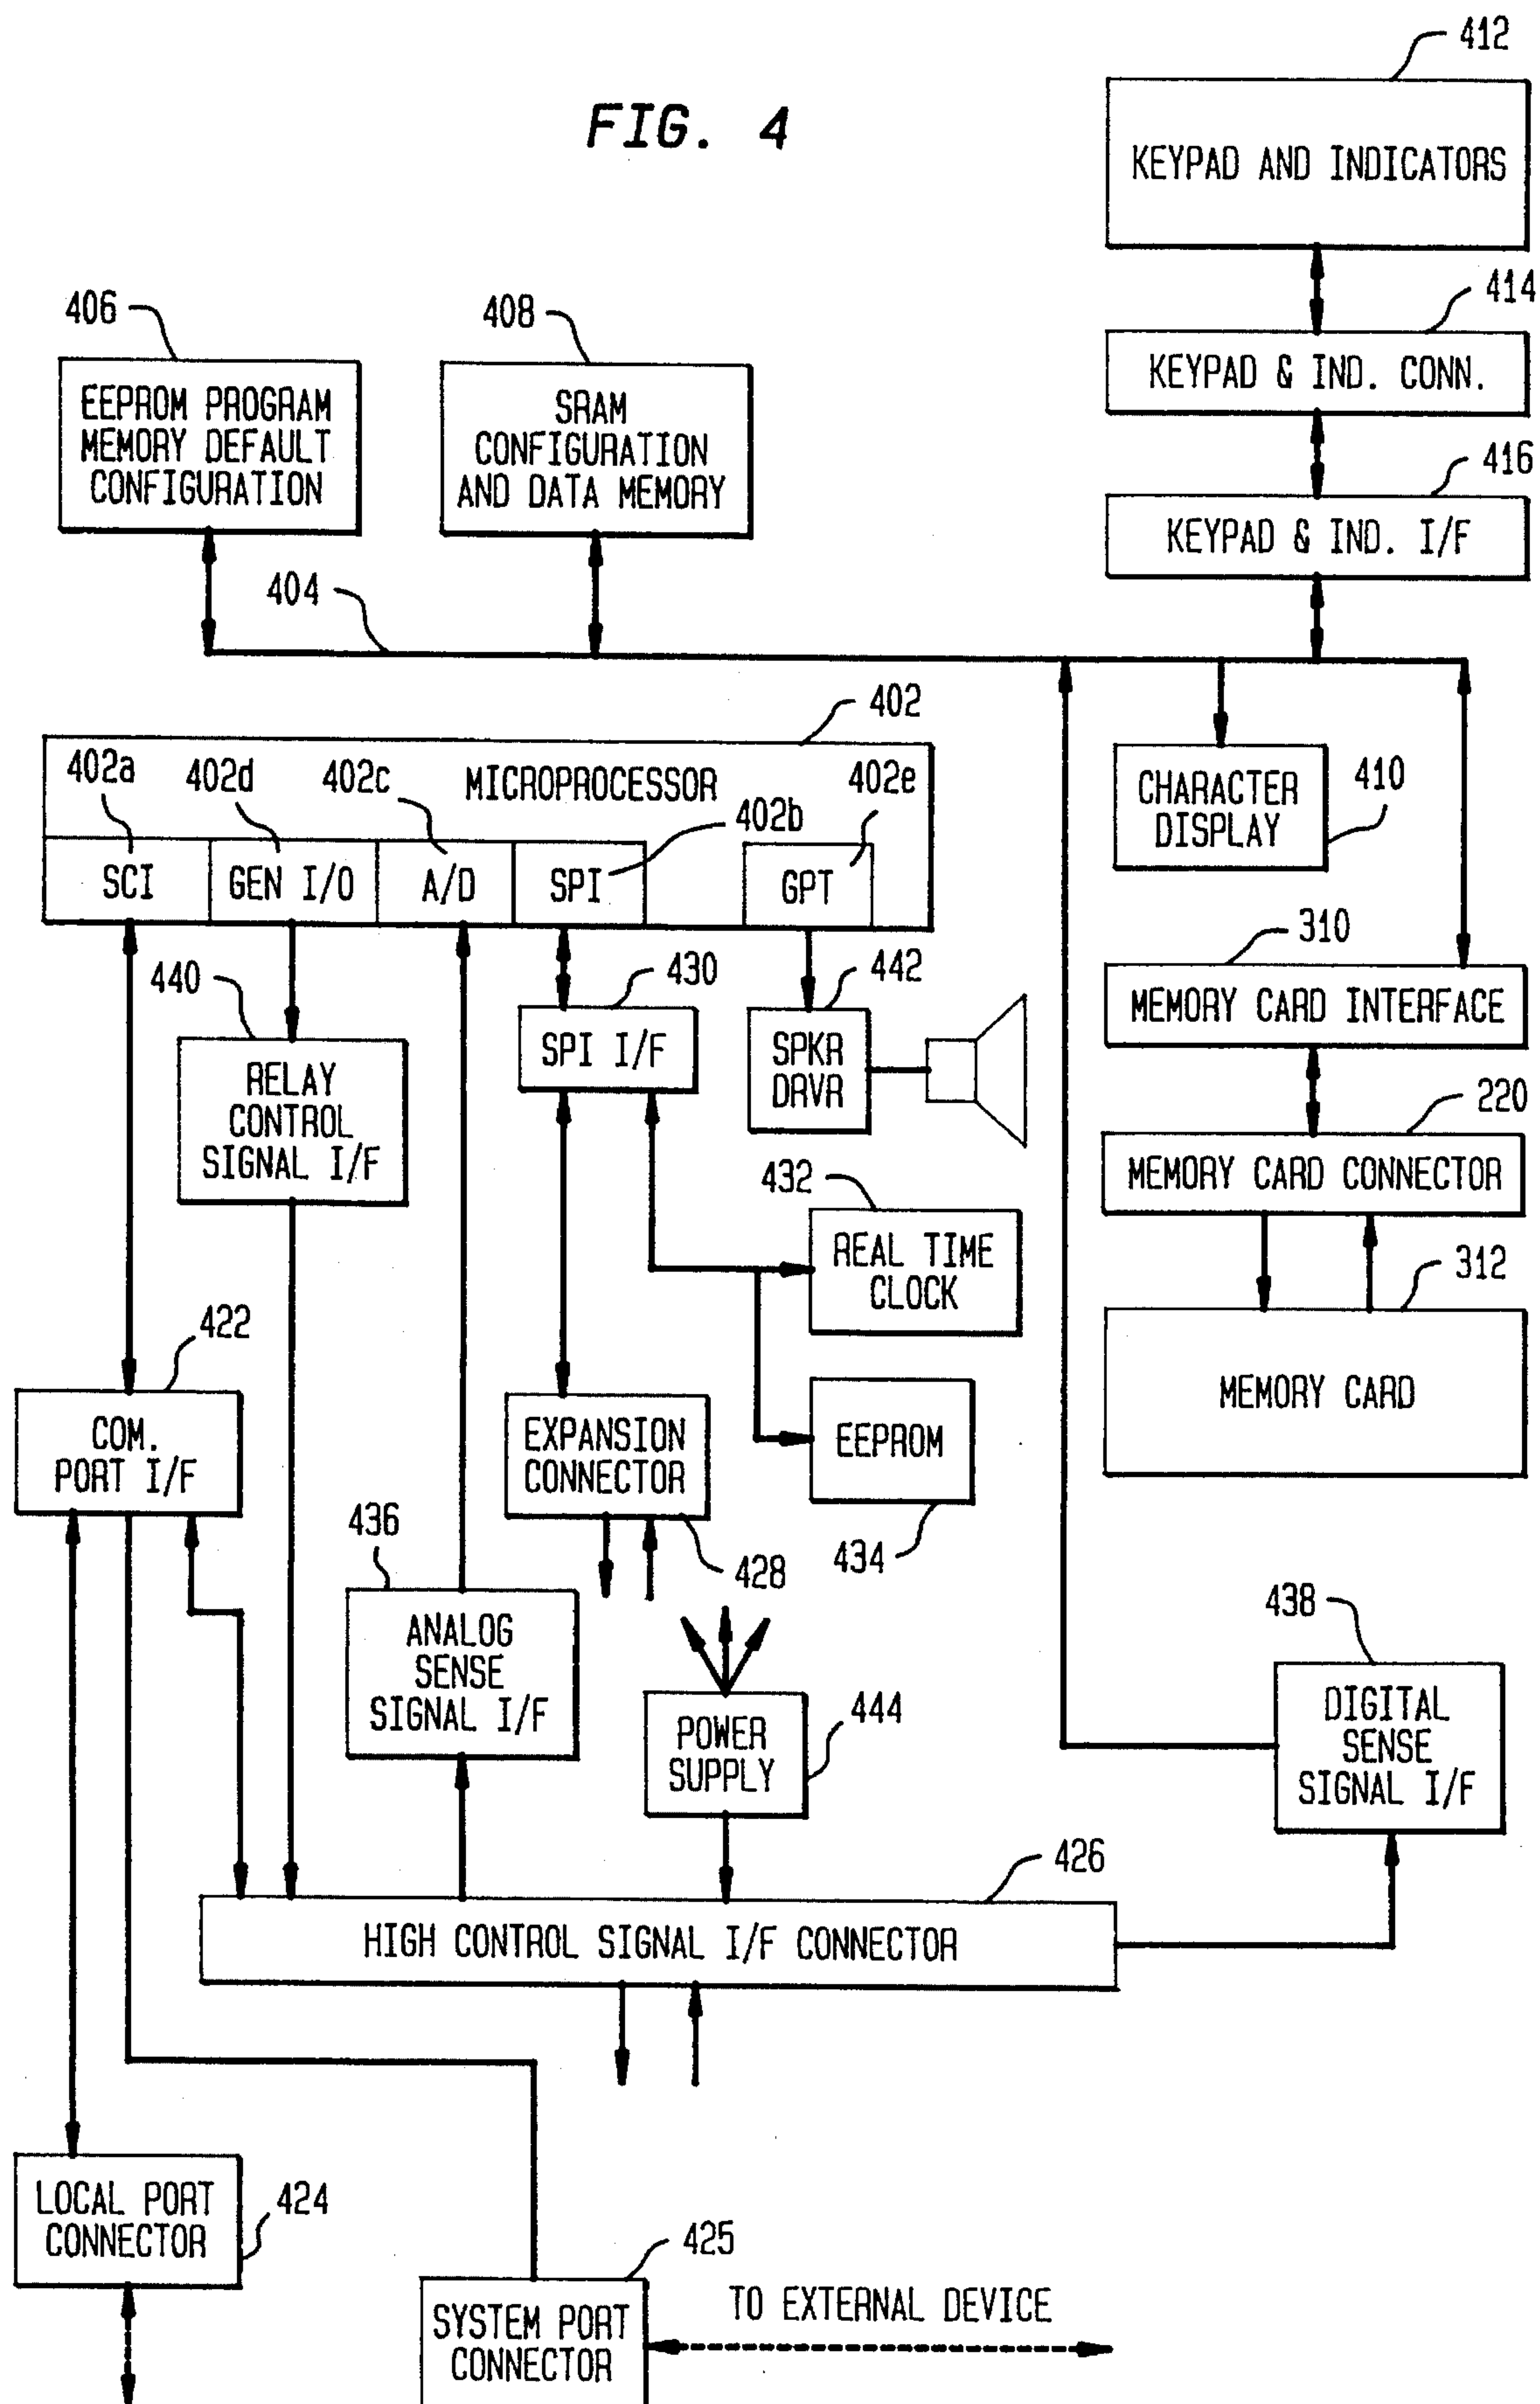 412
FIG. 4
KEYPAD AND INDICATORS
406
408
414
EEPROM PROGRAM
MEMORY DEFAULT
CONFIGURATION
SRAM
CONFIGURATION
AND DATA MEMORY
KEYPAD & IND. CONN.
416
KEYPAD & IND. I/F
404
402
402a
402d
402c
MICROPROCESSOR
402e
402b
SCI
GEN I/O
A/D
SPI
GPT
CHARACTER
DISPLAY
410
440
430
442
310
RELAY
CONTROL
SIGNAL I/F
SPI I/F
SPKR
DRVR
MEMORY CARD INTERFACE
220
MEMORY CARD CONNECTOR
432
REAL TIME
CLOCK
312
422
MEMORY CARD
COM.
PORT I/F
EXPANSION
CONNECTOR
EEPROM
436
428
434
438
ANALOG
SENSE
SIGNAL I/F
POWER
SUPPLY
444
DIGITAL
SENSE
SIGNAL I/F
426
HIGH CONTROL SIGNAL I/F CONNECTOR
LOCAL PORT
CONNECTOR
424
425
SYSTEM PORT
CONNECTOR
TO EXTERNAL DEVICE